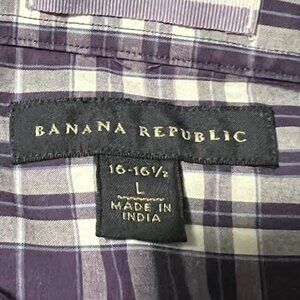 BANANA REPUBLIC
16-16½
L
MADE IN
INDIA